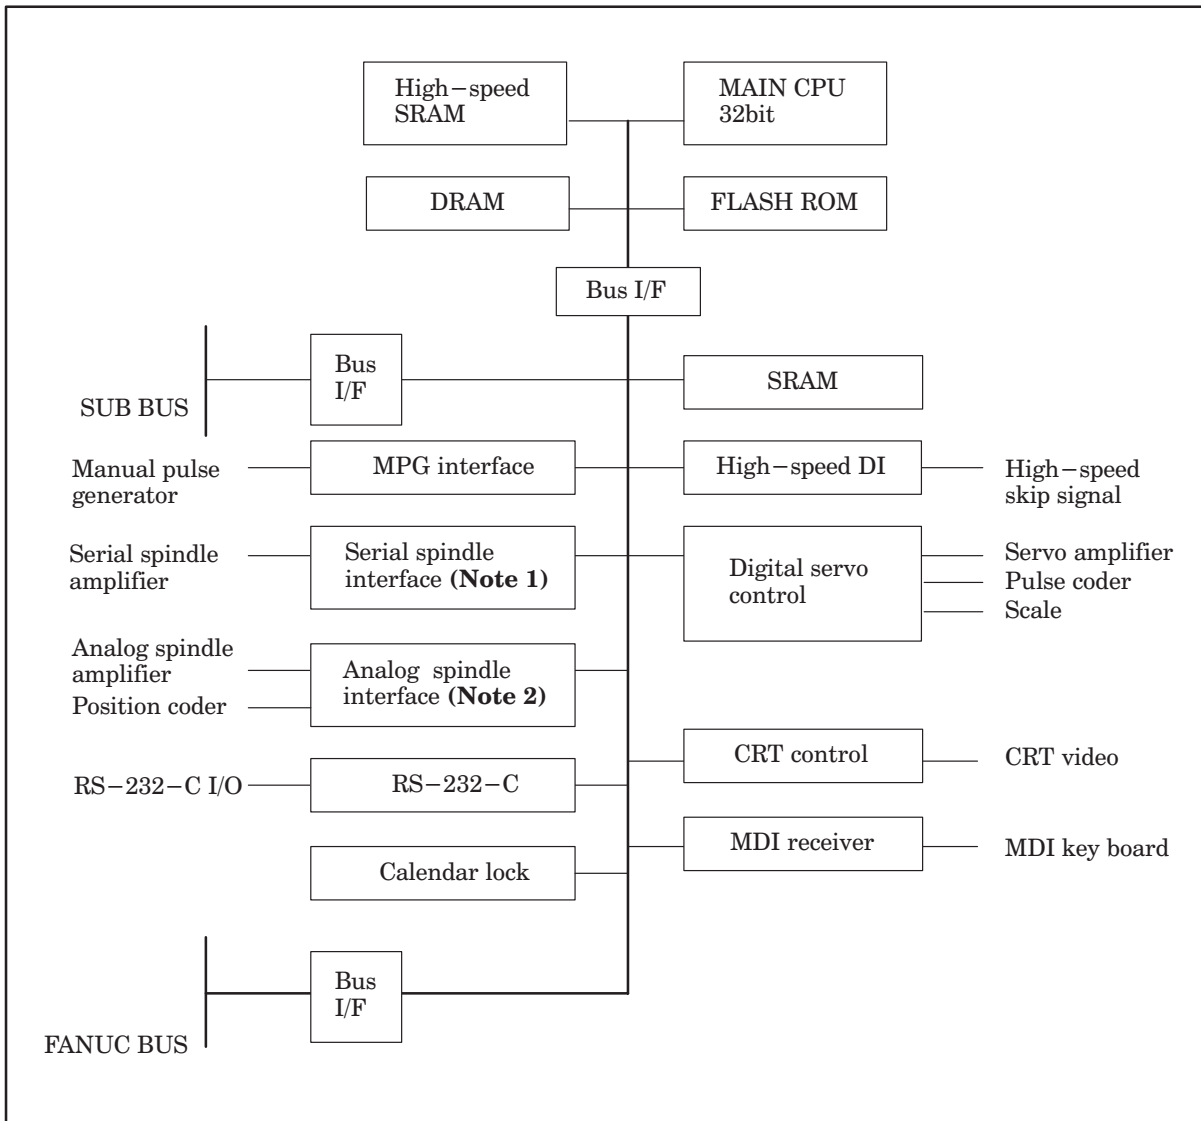 High−speed
SRAM
MAIN CPU
32bit
DRAM
FLASH ROM
Bus I/F
Bus
I/F
SUB BUS
SRAM
Manual pulse
generator
MPG interface
High−speed DI
High−speed
skip signal
Serial spindle
amplifier
Serial spindle
interface (Note 1)
Digital servo
control
Servo amplifier
Pulse coder
Scale
Analog spindle
amplifier
Position coder
Analog spindle
interface (Note 2)
CRT control
CRT video
RS−232−C I/O
RS−232−C
MDI receiver
MDI key board
Calendar lock
Bus
I/F
FANUC BUS